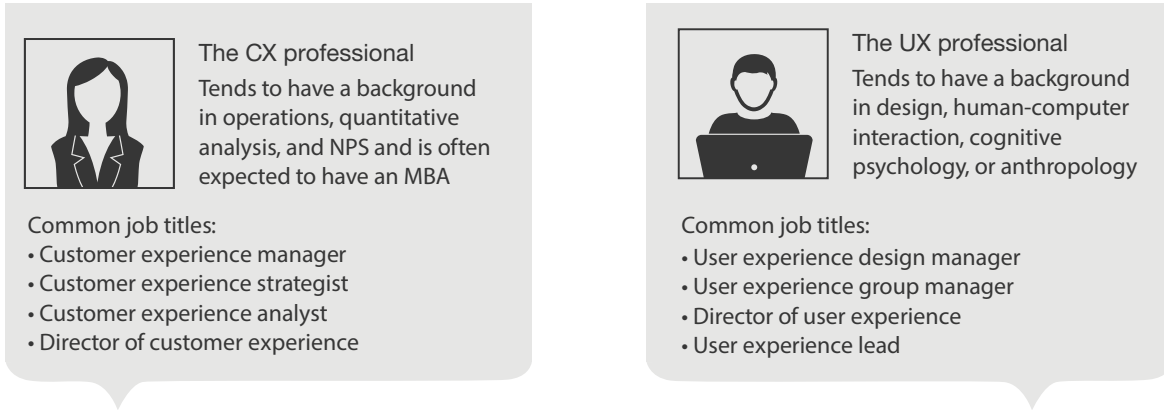 The CX professional
Tends to have a background
in operations, quantitative
analysis, and NPS and is often
expected to have an MBA
Common job titles:
• Customer experience manager
• Customer experience strategist
• Customer experience analyst
• Director of customer experience
The UX professional
Tends to have a background
in design, human-computer
interaction, cognitive
psychology, or anthropology
Common job titles:
• User experience design manager
• User experience group manager
• Director of user experience
• User experience lead